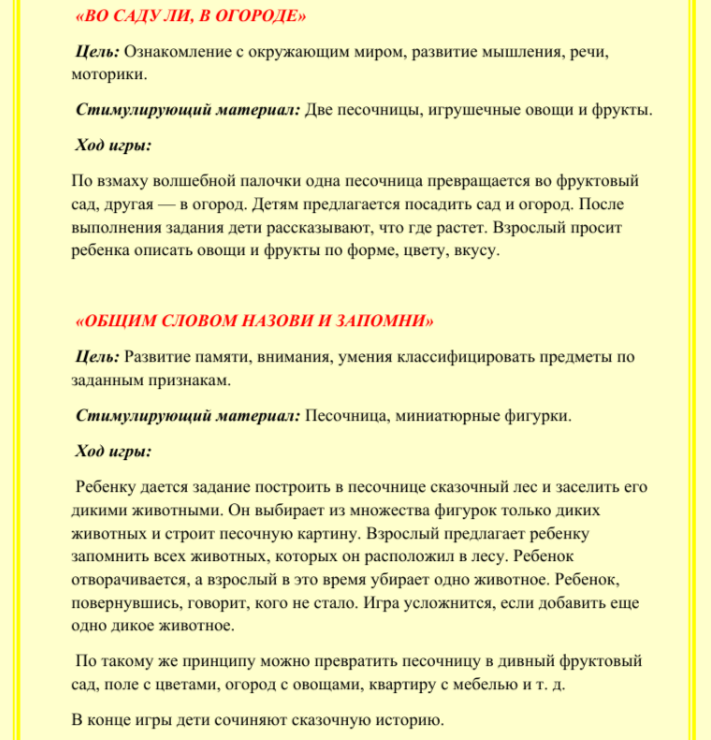 «ВО САДУ ЛИ, В ОГОРОДЕ»
Цель: Ознакомление с окружающим миром, развитие мышления, речи,
моторики.
Стимулирующий материал: Две песочницы, игрушечные овощи и фрукты.
Ход игры:
По взмаху волшебной палочки одна песочница превращается во фруктовый
сад, другая — в огород. Детям предлагается посадить сад и огород. После
выполнения задания дети рассказывают, что где растет. Взрослый просит
ребенка описать овощи и фрукты по форме, цвету, вкусу.
«ОБЩИМ СЛОВОМ НАЗОВИ И ЗАПОМНИ»
Цель: Развитие памяти, внимания, умения классифицировать предметы по
заданным признакам.
Стимулирующий материал: Песочница, миниатюрные фигурки.
Ход игры:
Ребенку дается задание построить в песочнице сказочный лес и заселить его
дикими животными. Он выбирает из множества фигурок только диких
животных и строит песочную картину. Взрослый предлагает ребенку
запомнить всех животных, которых он расположил в лесу. Ребенок
отворачивается, а взрослый в это время убирает одно животное. Ребенок,
повернувшись, говорит, кого не стало. Игра усложнится, если добавить еще
одно дикое животное.
По такому же принципу можно превратить песочницу в дивный фруктовый
сад, поле с цветами, огород с овощами, квартиру с мебелью и т. д.
В конце игры дети сочиняют сказочную историю.